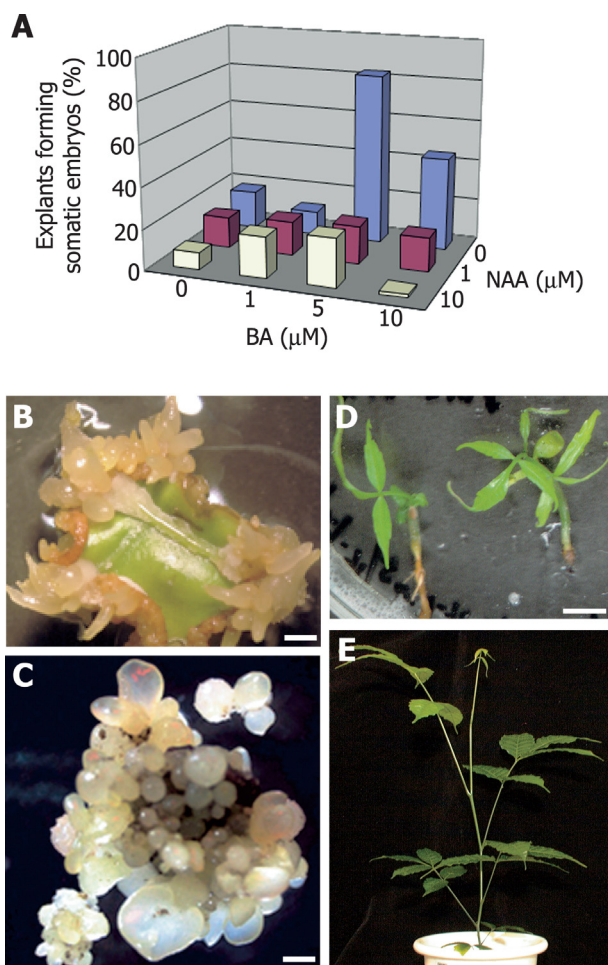 A
Explants forming
somatic embryos (%)
100
80
60
40
20
0
0
1
5
10
BA (μM)
0
1
10
NAA (μM)
B
D
C
E